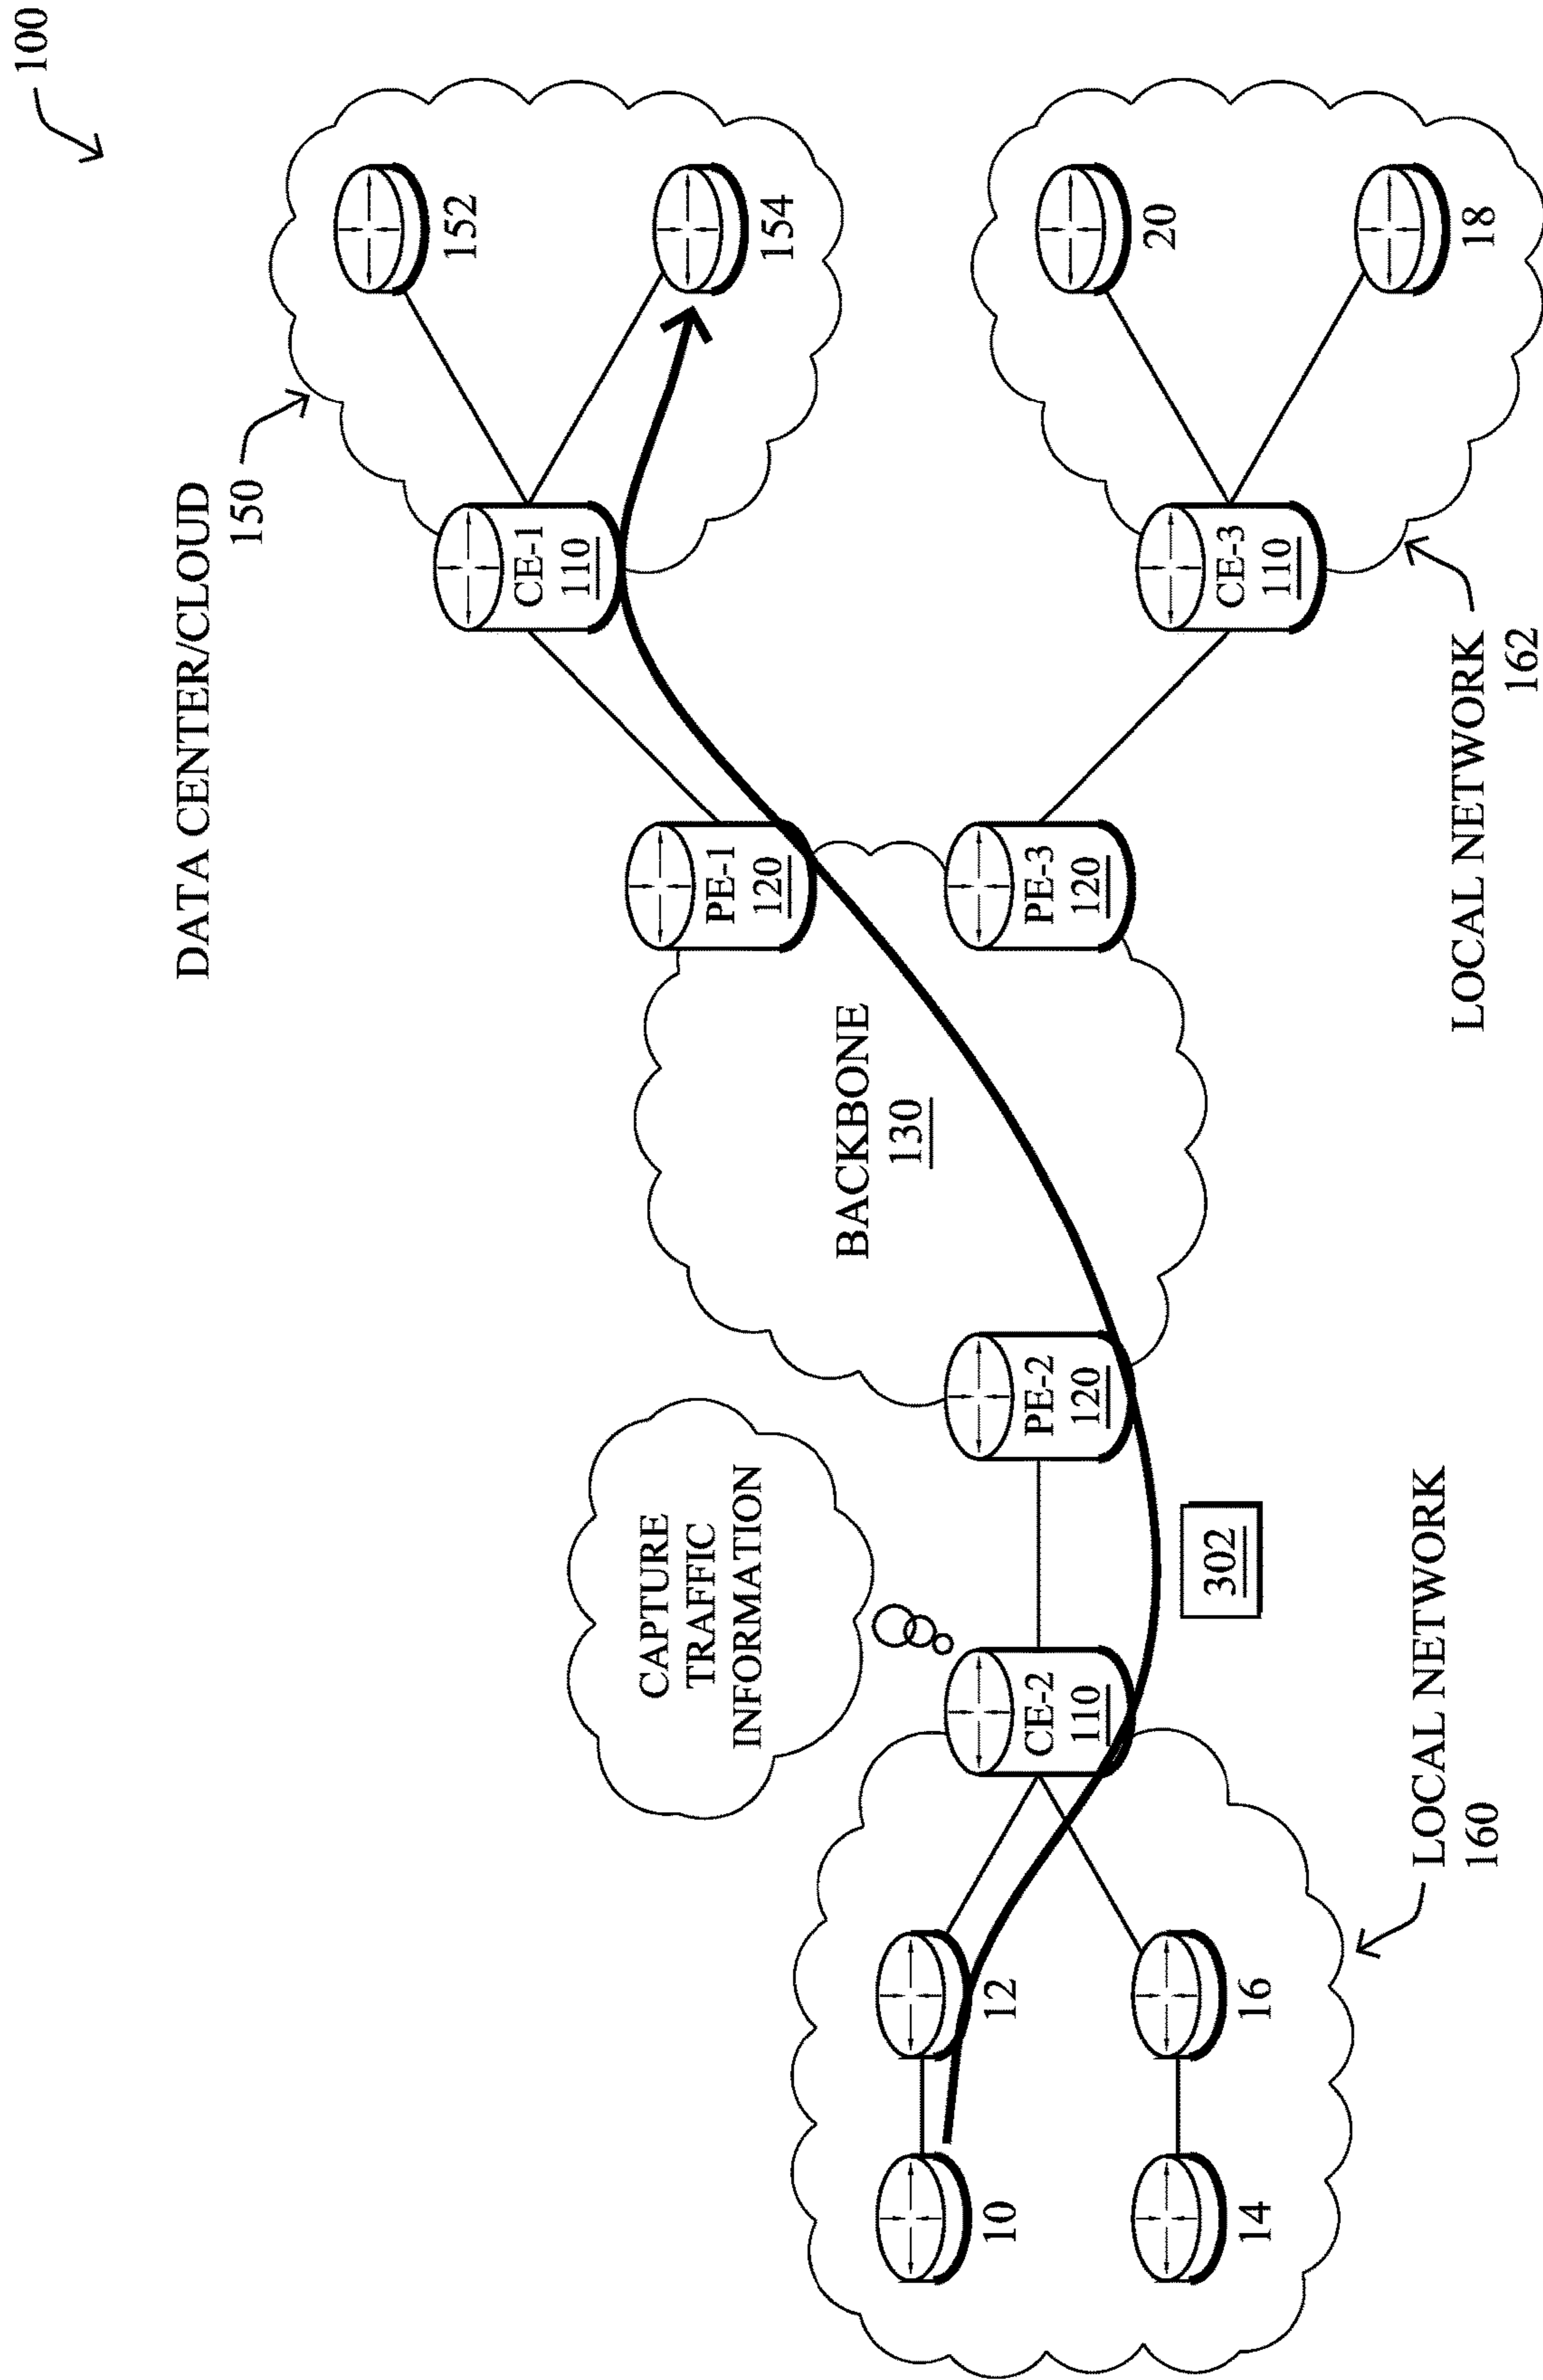 100
DATA CENTER/CLOUD
150
152
154
CE-1
110
PE-1
120
BACKBONE
130
PE-3
120
CE-3
110
20
18
LOCAL NETWORK
162
CAPTURE
TRAFFIC
INFORMATION
PE-2
120
302
CE-2
110
10
12
14
16
LOCAL NETWORK
160